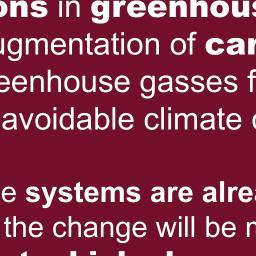 ons in greenhous
ugmentation of car
eenhouse gasses f
avoidable climate
e systems are alrea
the change will be m